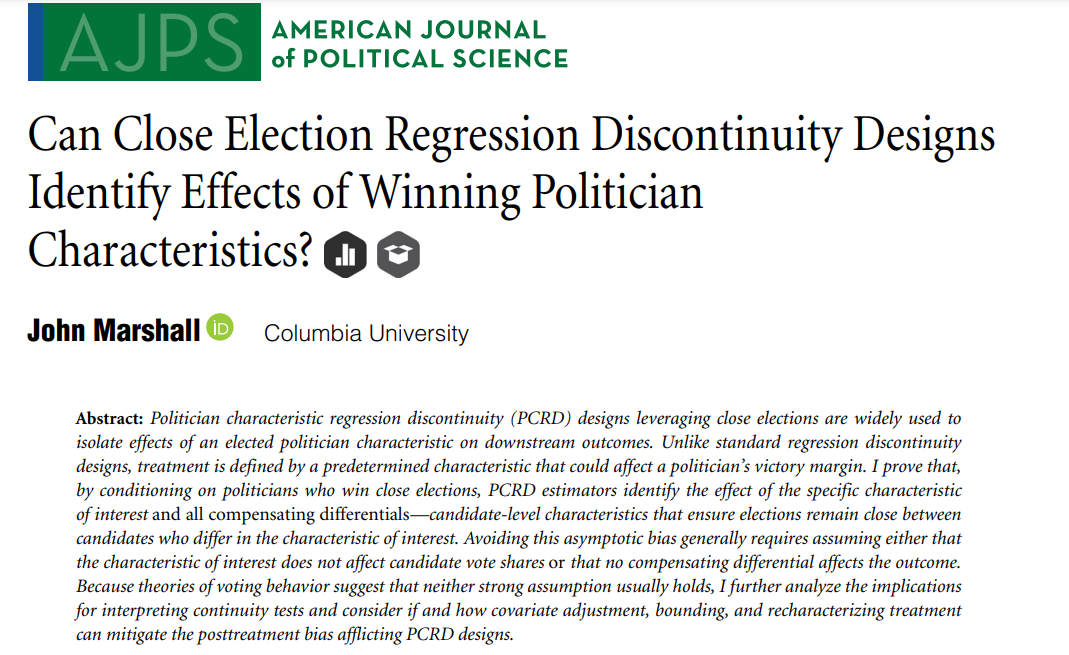 AJPS
AMERICAN JOURNAL
of POLITICAL SCIENCE
Can Close Election Regression Discontinuity Designs
Identify Effects of Winning Politician
Characteristics?
John Marshall iD Columbia University
Abstract: Politician characteristic regression discontinuity (PCRD) designs leveraging close elections are widely used to
isolate effects of an elected politician characteristic on downstream outcomes. Unlike standard regression discontinuity
designs, treatment is defined by a predetermined characteristic that could affect a politician's victory margin. I prove that,
by conditioning on politicians who win close elections, PCRD estimators identify the effect of the specific characteristic
of interest and all compensating differentials—candidate-level characteristics that ensure elections remain close between
candidates who differ in the characteristic of interest. Avoiding this asymptotic bias generally requires assuming either that
the characteristic of interest does not affect candidate vote shares or that no compensating differential affects the outcome.
Because theories of voting behavior suggest that neither strong assumption usually holds, I further analyze the implications
for interpreting continuity tests and consider if and how covariate adjustment, bounding, and recharacterizing treatment
can mitigate the posttreatment bias afflicting PCRD designs.